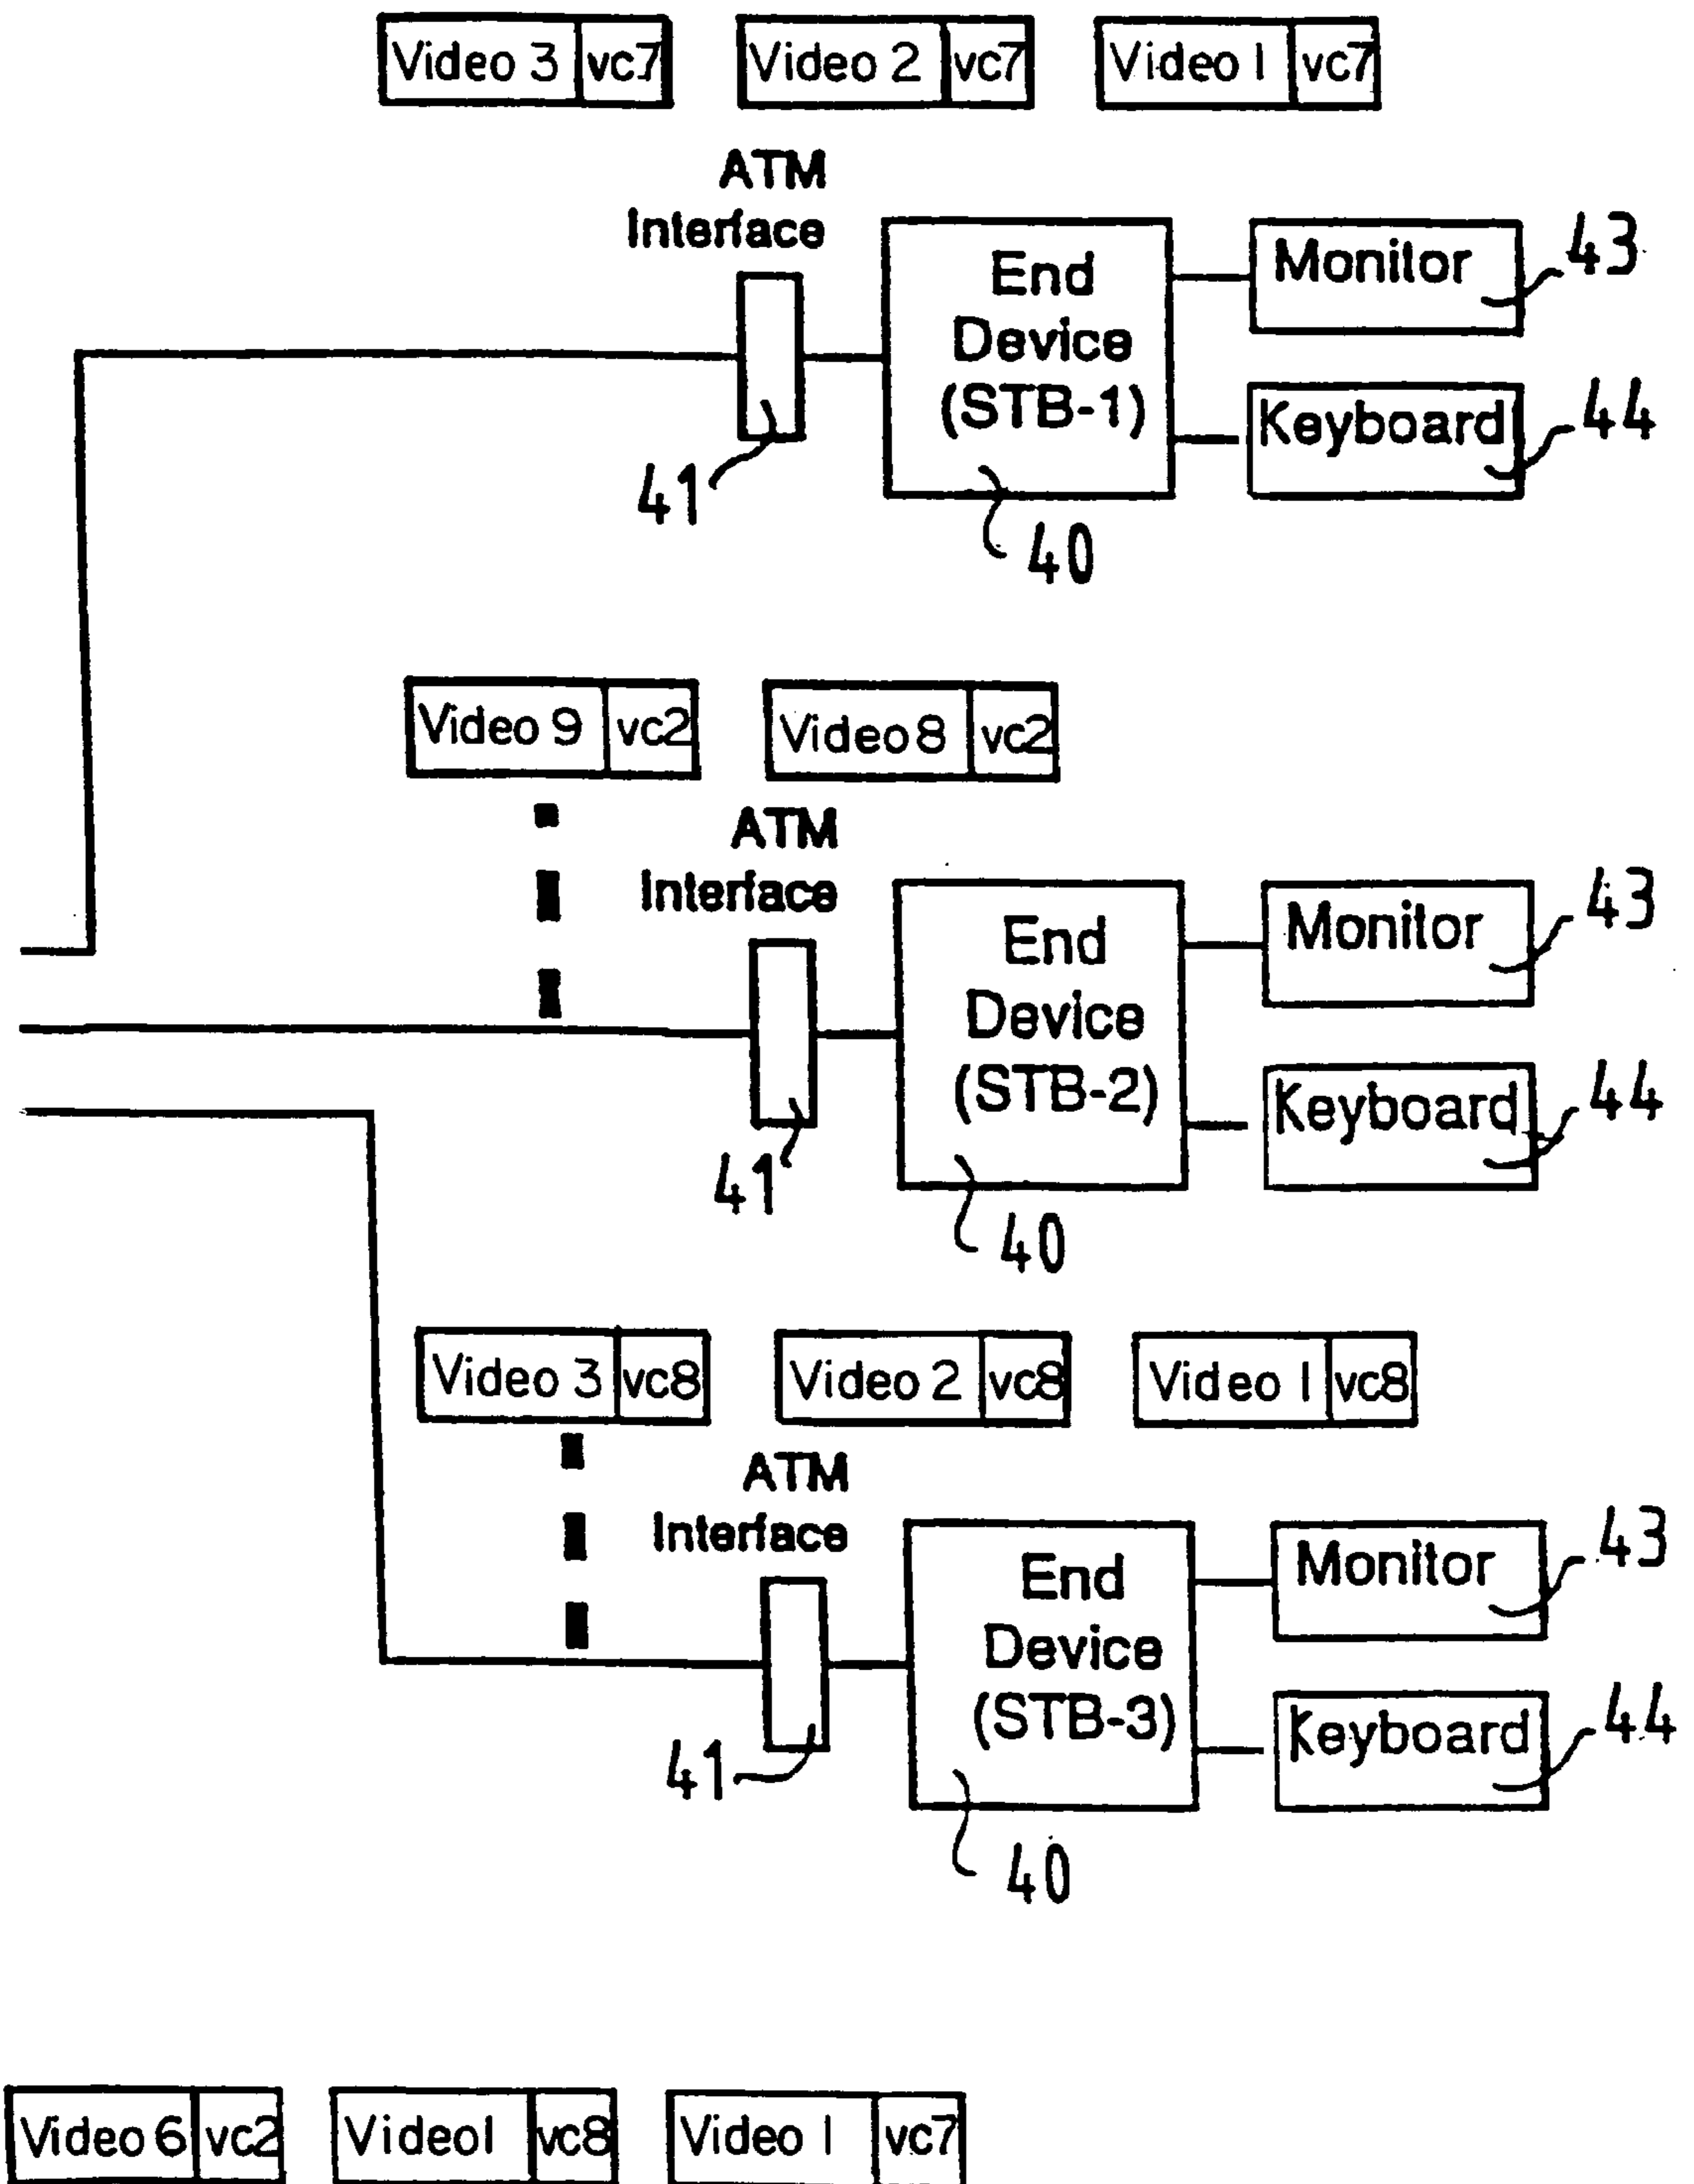 Video 3 vc7 Video 2 vc7 Video 1 vc7
ATM
Interface
End
Device
(STB-1)
Monitor 43
Keyboard 44
41
40
Video 9 vc2 Video 8 vc2
ATM
Interface
End
Device
(STB-2)
Monitor 43
Keyboard 44
41
40
Video 3 vc8 Video 2 vc8 Video 1 vc8
ATM
Interface
End
Device
(STB-3)
Monitor 43
Keyboard 44
41
40
Video 6 vc2 Video 1 vc8 Video 1 vc7